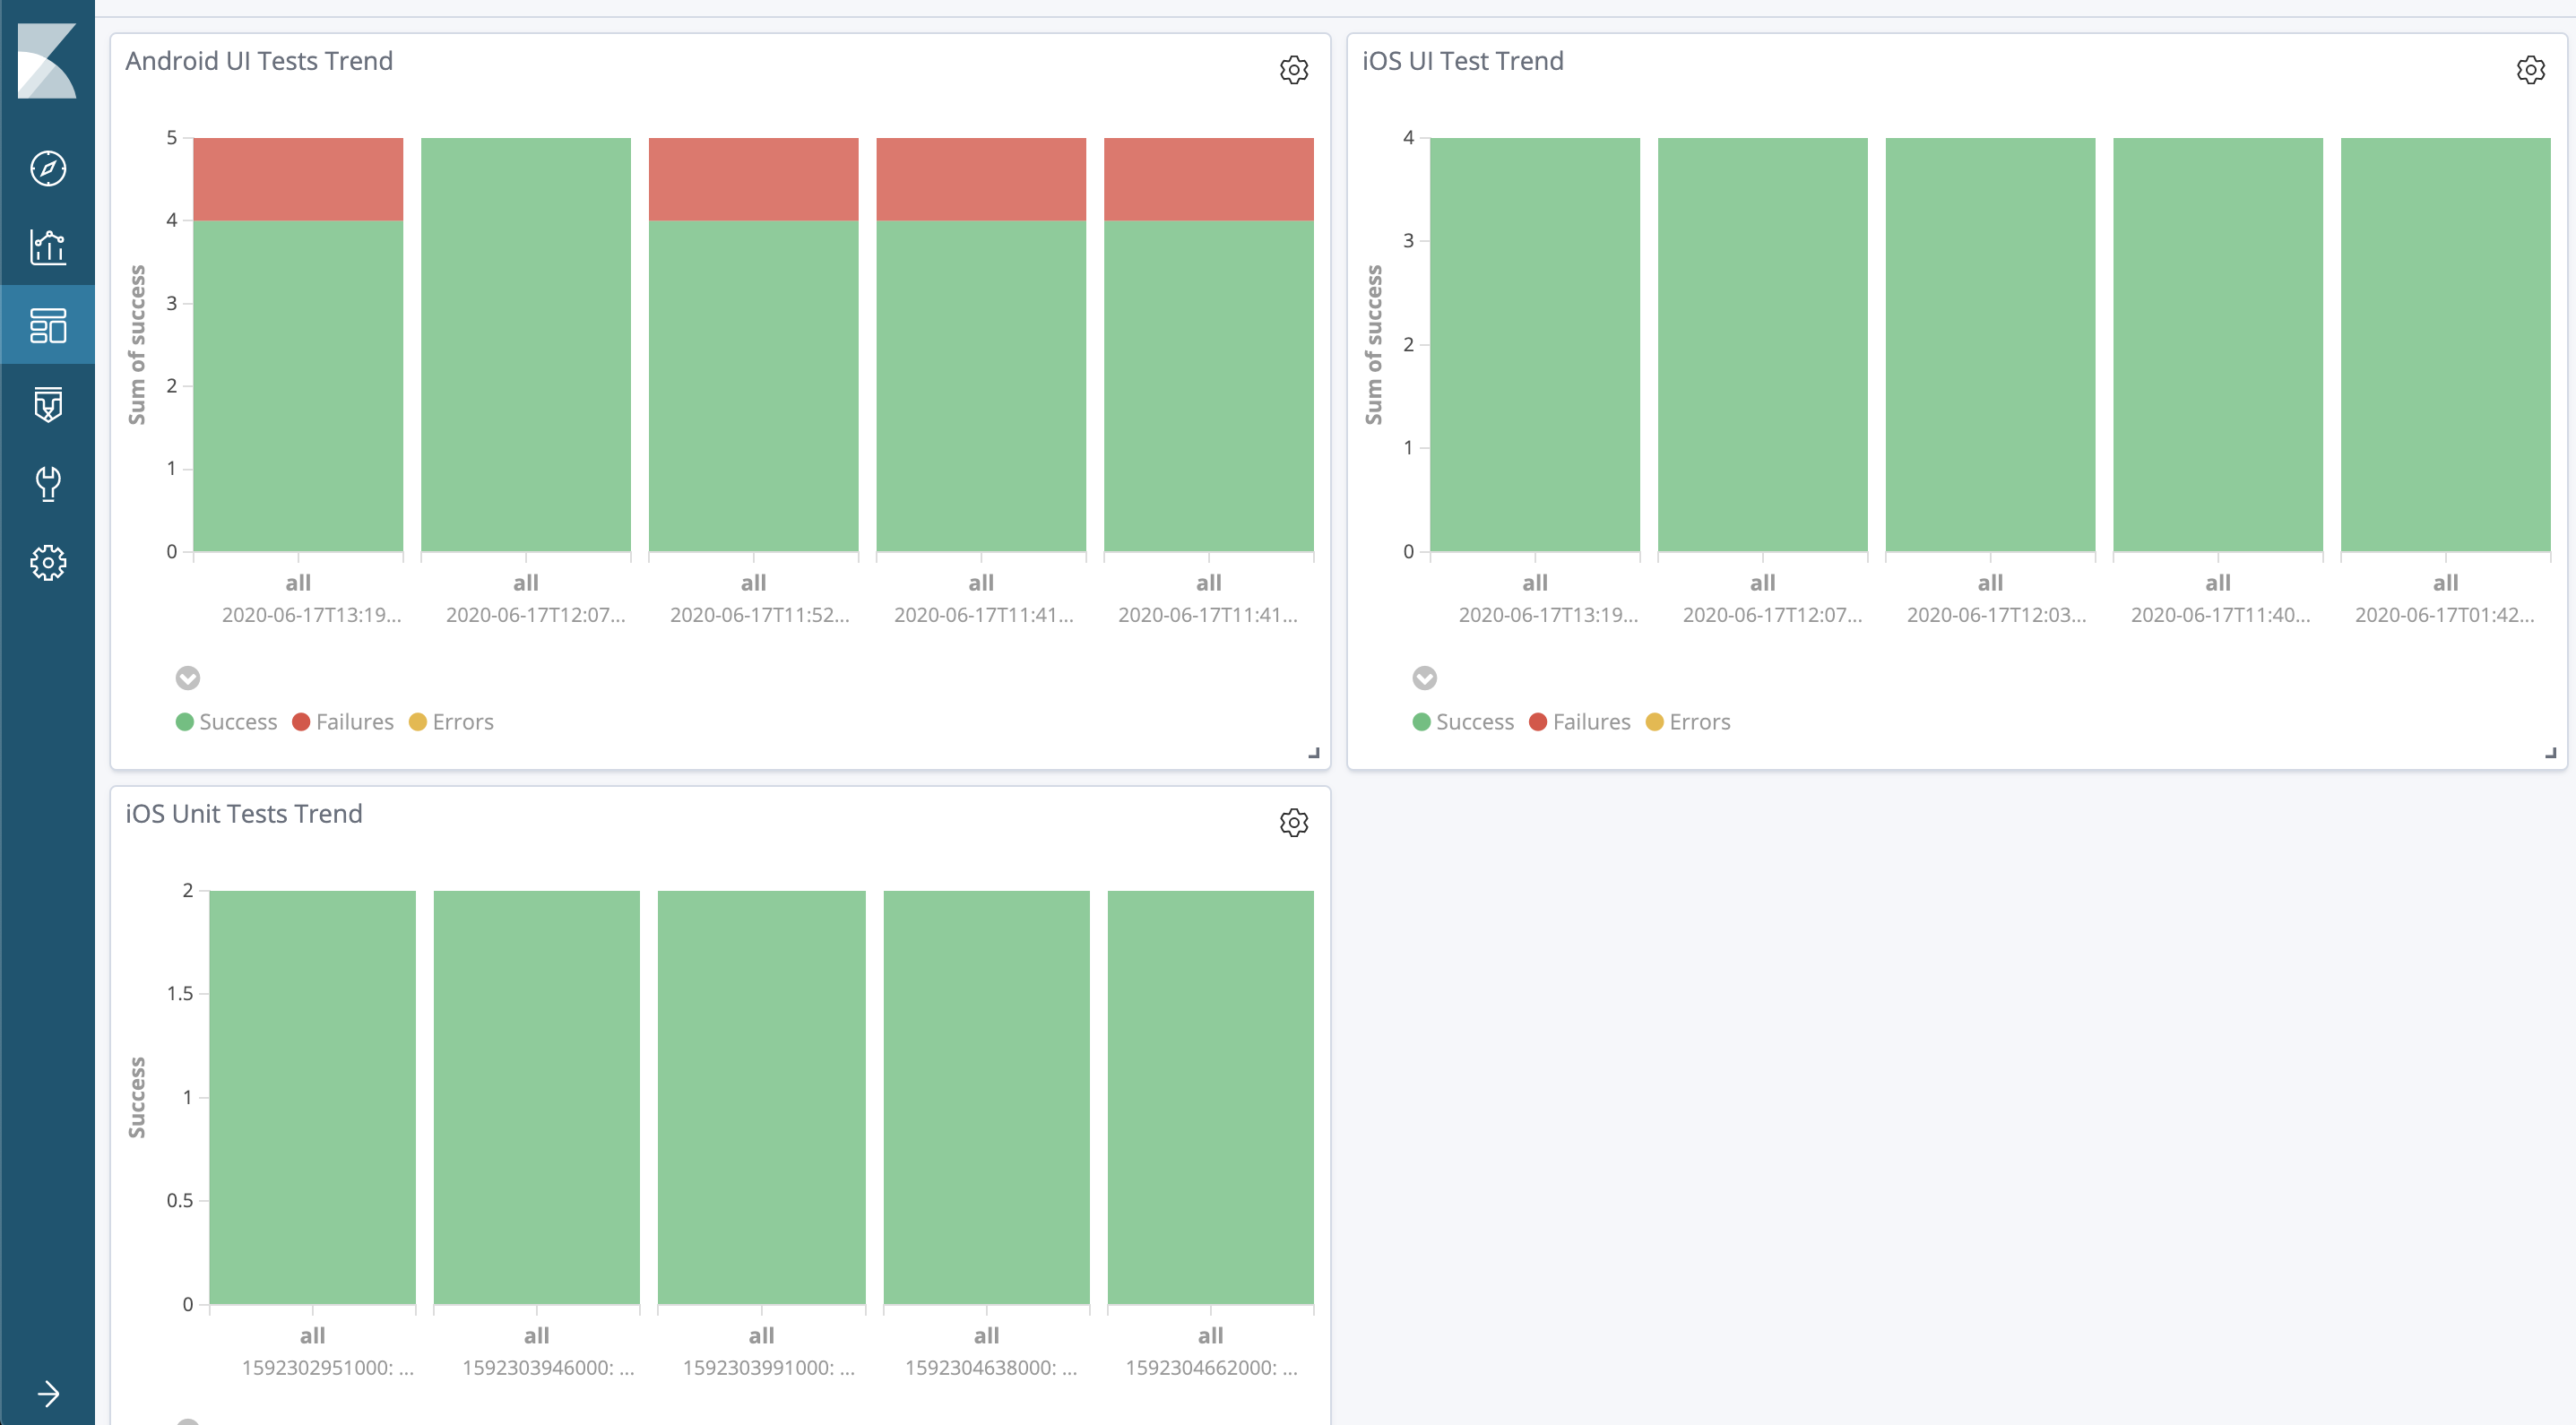 Android UI Tests Trend
5
4
3
2
1
0
Sum of success
all all all all all
2020-06-17T13:19... 2020-06-17T12:07... 2020-06-17T11:52... 2020-06-17T11:41... 2020-06-17T11:41...
Success Failures Errors
iOS UI Test Trend
4
3
2
1
0
Sum of success
all all all all all
2020-06-17T13:19... 2020-06-17T12:07... 2020-06-17T12:03... 2020-06-17T11:40... 2020-06-17T01:42...
Success Failures Errors
iOS Unit Tests Trend
2
1.5
1
0.5
0
Success
all all all all all
1592302951000: ... 1592303946000: ... 1592303991000: ... 1592304638000: ... 1592304662000: ...